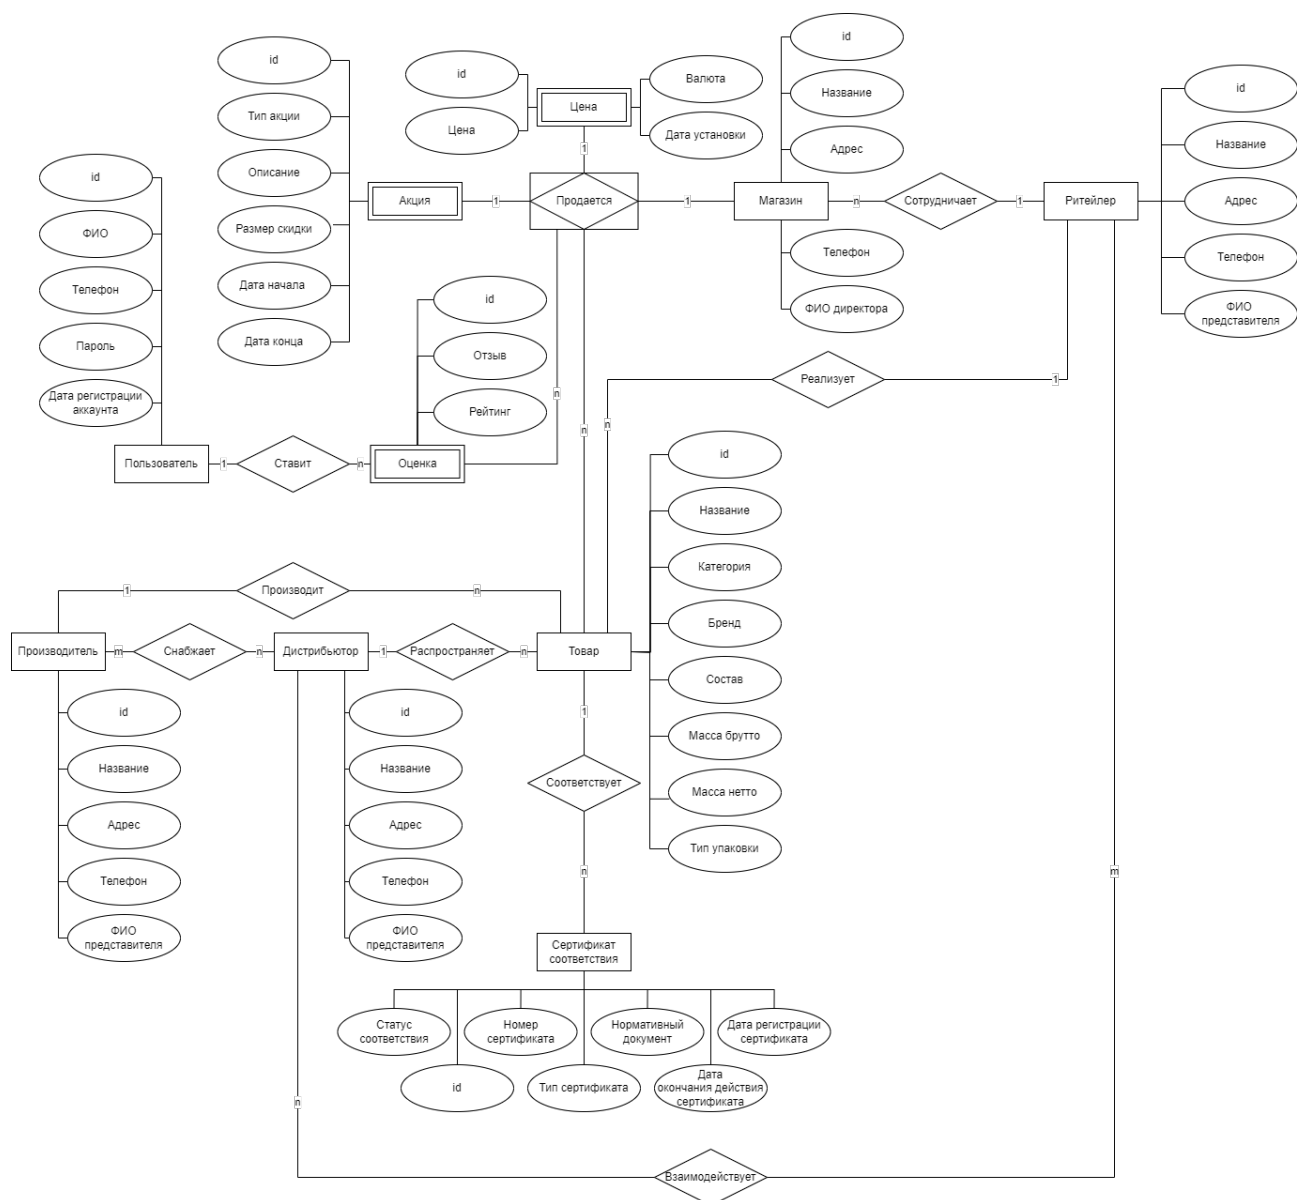 id
Тип акции
Описание
Размер скидки
Дата начала
Дата конца
Акция
1
id
Цена
Цена
Валюта
Дата установки
1
Продается
1
id
Название
Адрес
Магазин
Телефон
ФИО директора
n
Сотрудничает
1
Ритейлер
id
Название
Адрес
Телефон
ФИО
представителя
id
ФИО
Телефон
Пароль
Дата регистрации
аккаунта
Пользователь
1
Ставит
n
Оценка
id
Отзыв
Рейтинг
n
n
n
Реализует
1
id
Название
Категория
Бренд
Состав
Масса брутто
Масса нетто
Тип упаковки
1
Производит
n
Производитель
m
Снабжает
n
Дистрибьютор
1
Распространяет
n
Товар
id
Название
Адрес
Телефон
ФИО
представителя
id
Название
Адрес
Телефон
ФИО
представителя
1
Соответствует
n
m
Сертификат
соответствия
Статус
соответствия
Номер
сертификата
Нормативный
документ
Дата регистрации
сертификата
id
Тип сертификата
Дата
окончания действия
сертификата
n
Взаимодействует